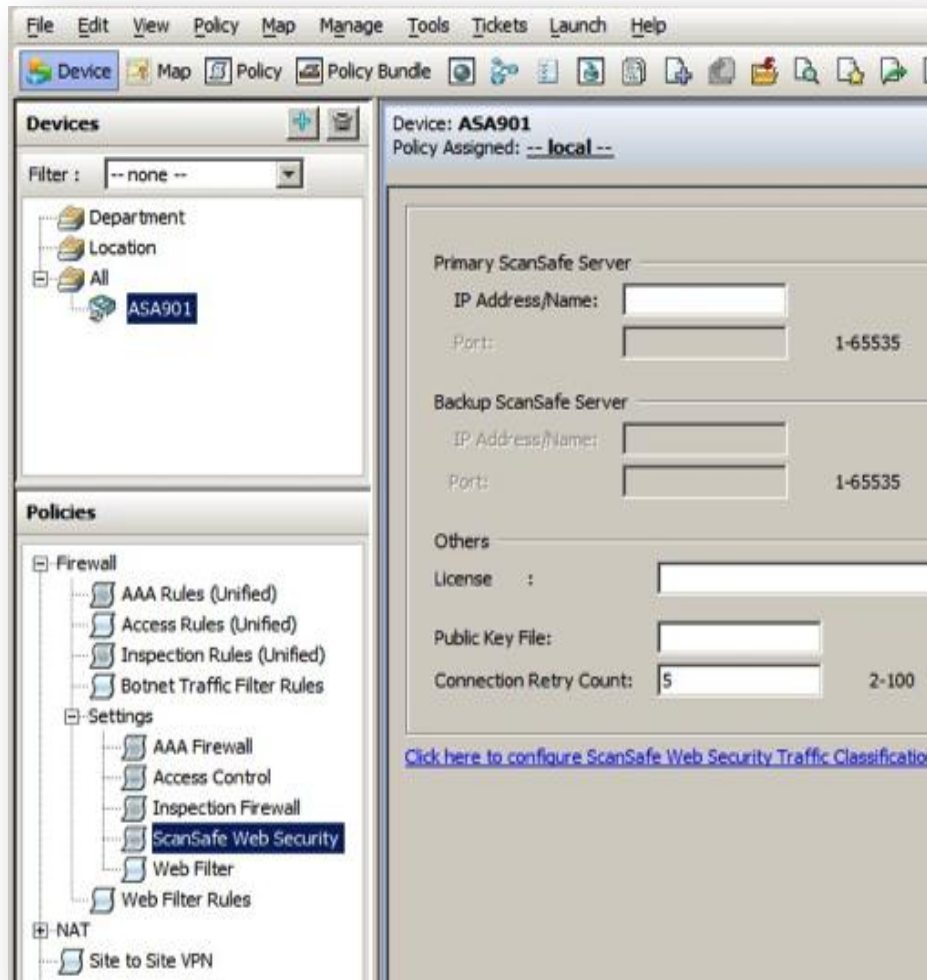 File Edit View Policy Map Manage Tools Tickets Launch Help
Device Map Policy Policy Bundle
Devices
Filter : -- none --
Department
Location
All
ASA901
Policies
Firewall
AAA Rules (Unified)
Access Rules (Unified)
Inspection Rules (Unified)
Botnet Traffic Filter Rules
Settings
AAA Firewall
Access Control
Inspection Firewall
ScanSafe Web Security
Web Filter
Web Filter Rules
NAT
Site to Site VPN
Device: ASA901
Policy Assigned: -- local --
Primary ScanSafe Server
IP Address/Name:
Port: 1-65535
Backup ScanSafe Server
IP Address/Name:
Port: 1-65535
Others
License :
Public Key File:
Connection Retry Count: 5 2-100
Click here to configure ScanSafe Web Security Traffic Classificatio